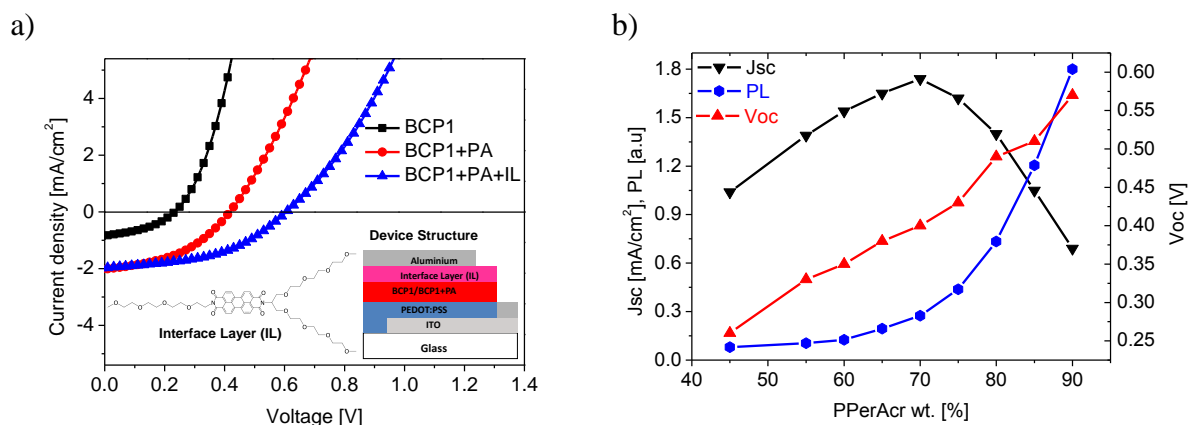 a)
Current density [mA/cm²]
4
2
0
-2
-4
BCP1
BCP1+PA
BCP1+PA+IL
Device Structure
Aluminium
Interface Layer (IL)
BCP1/BCP1+PA
PEDOT:PSS
ITO
Glass
Interface Layer (IL)
0.0 0.2 0.4 0.6 0.8 1.0 1.2 1.4
Voltage [V]
b)
Jsc [mA/cm²], PL [a.u]
1.8
1.5
1.2
0.9
0.6
0.3
0.0
Jsc
PL
Voc
0.60
0.55
0.50
0.45
0.40
0.35
0.30
0.25
Voc [V]
40 50 60 70 80 90 100
PPerAcr wt. [%]